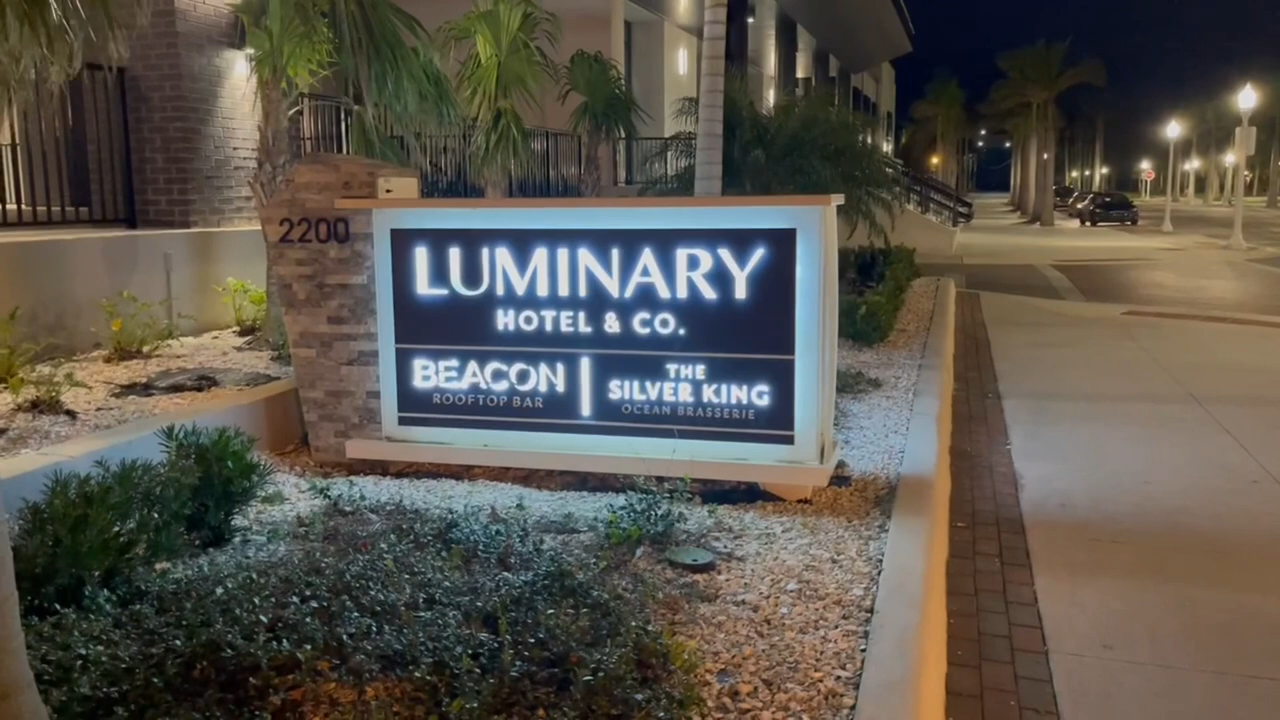 2200
LUMINARY
HOTEL & CO.
BEACON
ROOFTOP BAR
THE
SILVER KING
OCEAN BRASSERIE